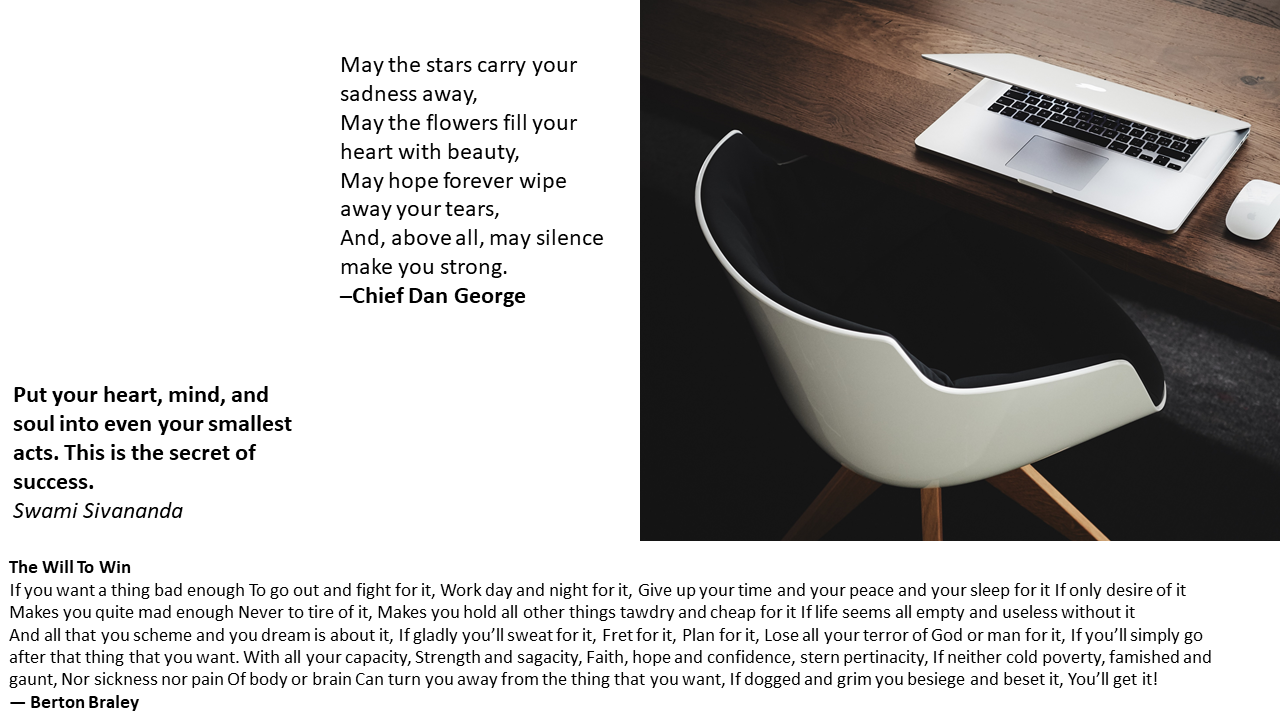 May the stars carry your
sadness away,
May the flowers fill your
heart with beauty,
May hope forever wipe
away your tears,
And, above all, may silence
make you strong.
–Chief Dan George
Put your heart, mind, and
soul into even your smallest
acts. This is the secret of
success.
Swami Sivananda
The Will To Win
If you want a thing bad enough To go out and fight for it, Work day and night for it, Give up your time and your peace and your sleep for it If only desire of it
Makes you quite mad enough Never to tire of it, Makes you hold all other things tawdry and cheap for it If life seems all empty and useless without it
And all that you scheme and you dream is about it, If gladly you’ll sweat for it, Fret for it, Plan for it, Lose all your terror of God or man for it, If you’ll simply go
after that thing that you want. With all your capacity, Strength and sagacity, Faith, hope and confidence, stern pertinacity, If neither cold poverty, famished and
gaunt, Nor sickness nor pain Of body or brain Can turn you away from the thing that you want, If dogged and grim you besiege and beset it, You’ll get it!
— Berton Braley